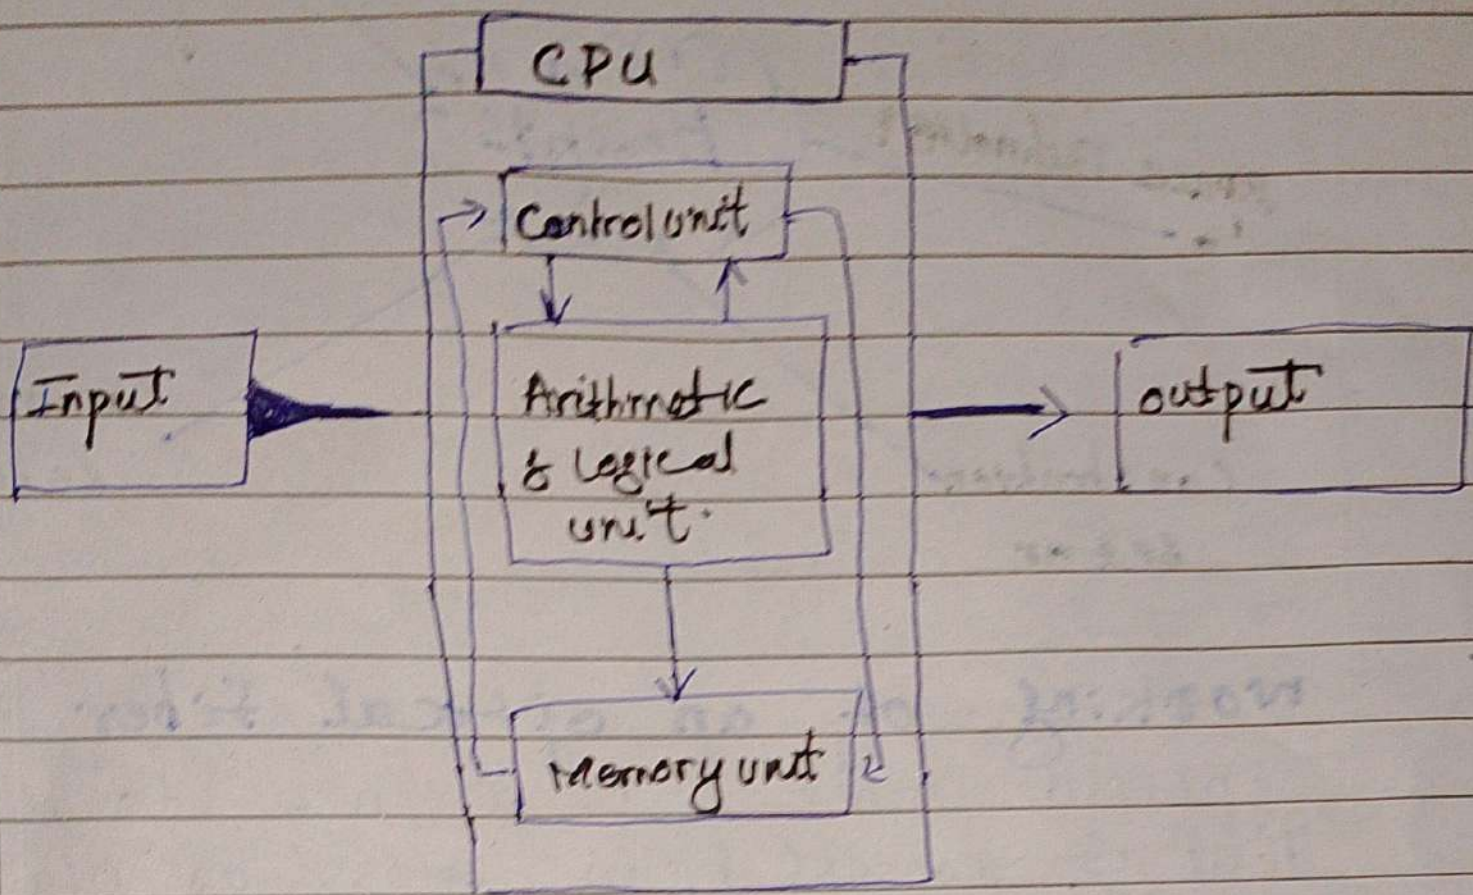 CPU
Control unit
Input
Arithmetic
& Logical
unit.
output
Memory unit